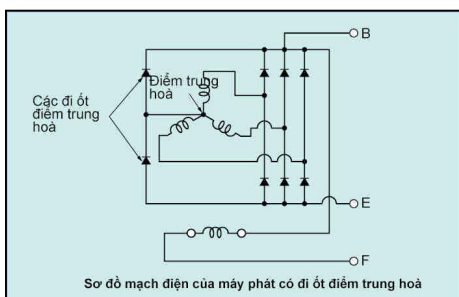 B
Điểm trung
hoà
Các đi ốt
điểm trung
hoà
E
F
Sơ đồ mạch điện của máy phát có đi ốt điểm trung hoà